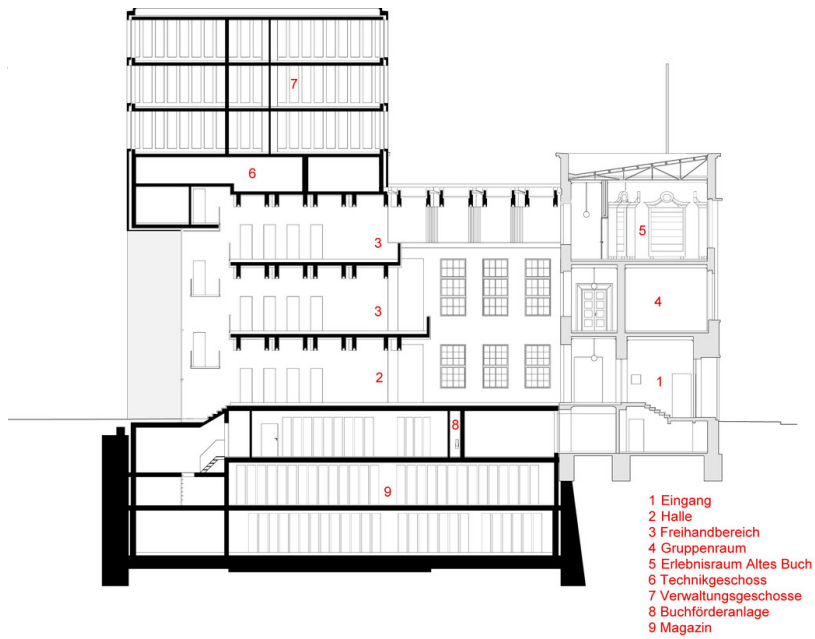 7
6
3
5
3
4
2
1
8
9
1 Eingang
2 Halle
3 Freihandbereich
4 Gruppenraum
5 Erlebnisraum Altes Buch
6 Technikgeschoss
7 Verwaltungsgeschosse
8 Buchförderanlage
9 Magazin